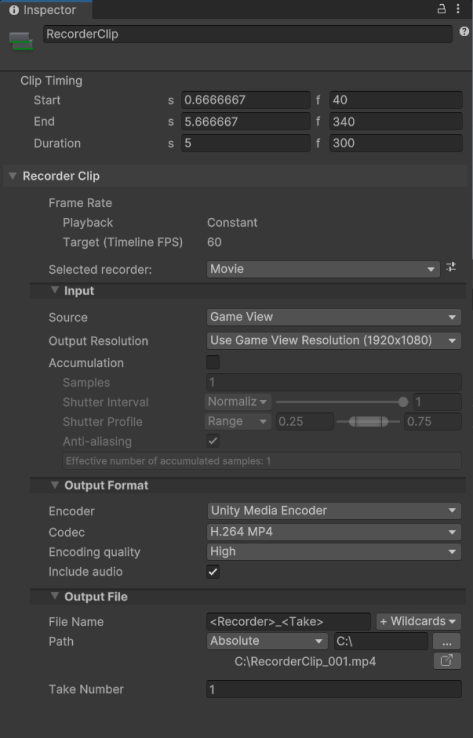 Inspector
RecorderClip
Clip Timing
Start s 0.6666667 f 40
End s 5.666667 f 340
Duration s 5 f 300
Recorder Clip
Frame Rate
Playback Constant
Target (Timeline FPS) 60
Selected recorder: Movie
Input
Source Game View
Output Resolution Use Game View Resolution (1920x1080)
Accumulation
Samples 1
Shutter Interval Normaliz 1
Shutter Profile Range 0.25 0.75
Anti-aliasing
Effective number of accumulated samples: 1
Output Format
Encoder Unity Media Encoder
Codec H.264 MP4
Encoding quality High
Include audio
Output File
File Name <Recorder>_<Take> + Wildcards
Path Absolute C:\ ...
C:\RecorderClip_001.mp4
Take Number 1